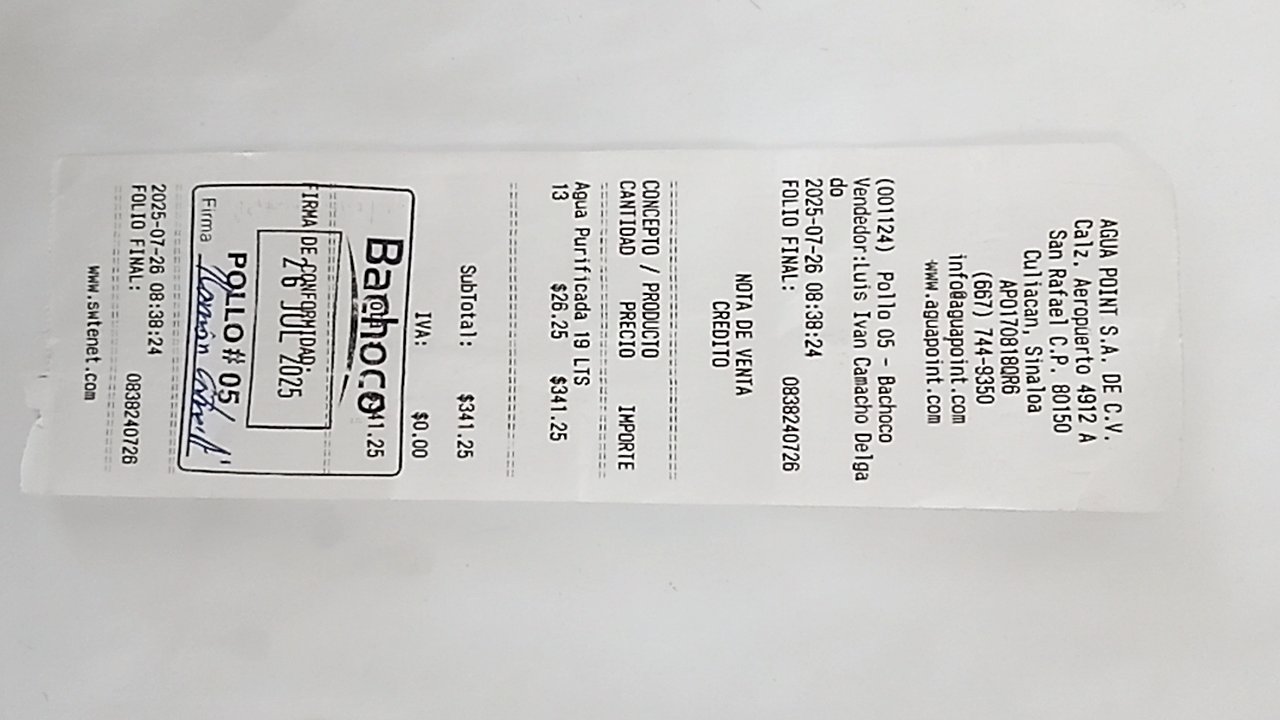 AGUA POINT S.A. DE C.V.
Calz. Aeropuerto 4912 A
San Rafael C.P. 80150
Culiacan, Sinaloa
APO170818QR6
(667) 744-9350
info@aguapoint.com
www.aguapoint.com
(001124) Pollo 05 - Bachoco
Vendedor:Luis Ivan Camacho Delga
do
2025-07-26 08:38:24
FOLIO FINAL: 0838240726
NOTA DE VENTA
CREDITO
CONCEPTO / PRODUCTO
CANTIDAD PRECIO IMPORTE
Agua Purificada 19 LTS
13 $26.25 $341.25
SubTotal: $341.25
IVA: $0.00
41.25
Bachoco
FIRMA DE CONFORMIDAD:
26 JUL 2025
POLLO # 05
Firma
2025-07-26 08:38:24
FOLIO FINAL: 0838240726
www.swtenet.com